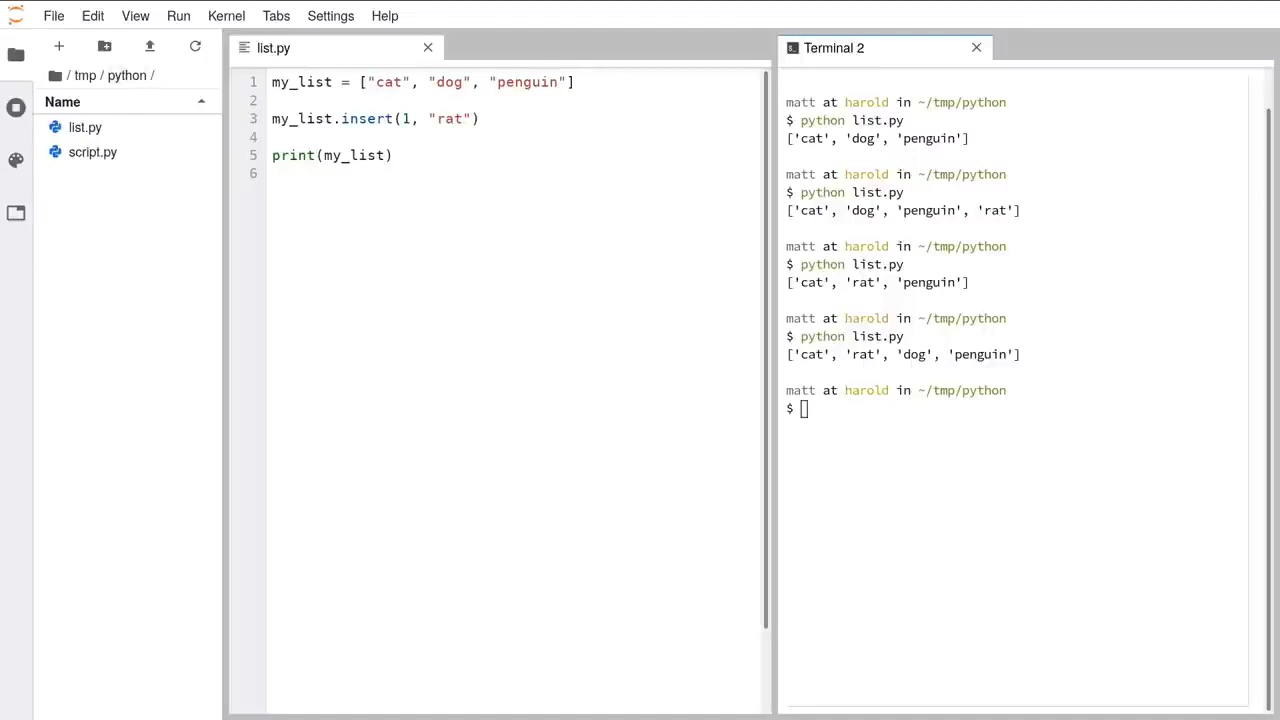 File Edit View Run Kernel Tabs Settings Help
/ tmp / python /
Name
list.py
script.py
list.py
1 my_list = ["cat", "dog", "penguin"]
2
3 my_list.insert(1, "rat")
4
5 print(my_list)
6
Terminal 2
matt at harold in ~/tmp/python
$ python list.py
['cat', 'dog', 'penguin']
matt at harold in ~/tmp/python
$ python list.py
['cat', 'dog', 'penguin', 'rat']
matt at harold in ~/tmp/python
$ python list.py
['cat', 'rat', 'penguin']
matt at harold in ~/tmp/python
$ python list.py
['cat', 'rat', 'dog', 'penguin']
matt at harold in ~/tmp/python
$